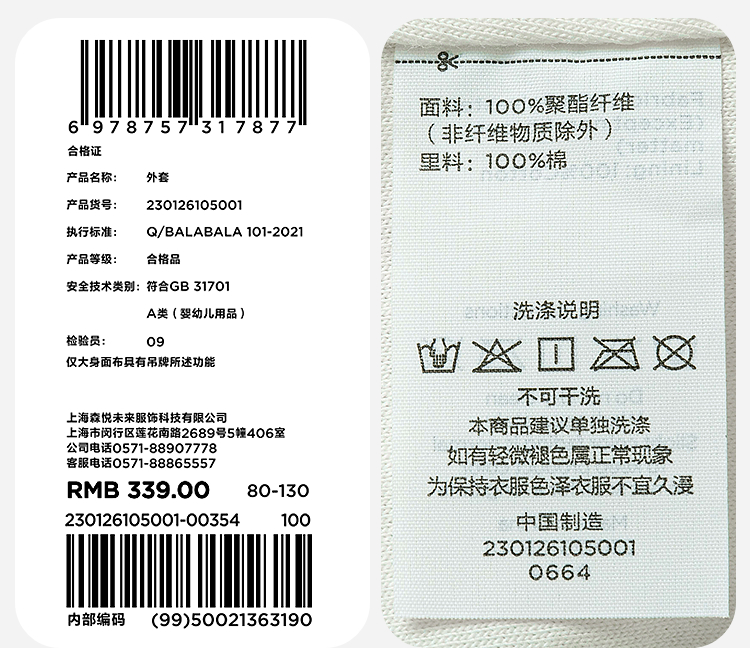 6 978757 317877
合格证
产品名称： 外套
产品货号： 230126105001
执行标准： Q/BALABALA 101-2021
产品等级： 合格品
安全技术类别：符合GB 31701
A类（婴幼儿用品）
检验员： 09
仅大身面布具有吊牌所述功能
上海森悦未来服饰科技有限公司
上海市闵行区莲花南路2689号5幢406室
公司电话0571-88907778
客服电话0571-88865557
RMB 339.00 80-130
230126105001-00354 100
内部编码 (99)50021363190
面料：100%聚酯纤维
（非纤维物质除外）
里料：100%棉
洗涤说明
不可干洗
本商品建议单独洗涤
如有轻微褪色属正常现象
为保持衣服色泽衣服不宜久浸
中国制造
230126105001
0664